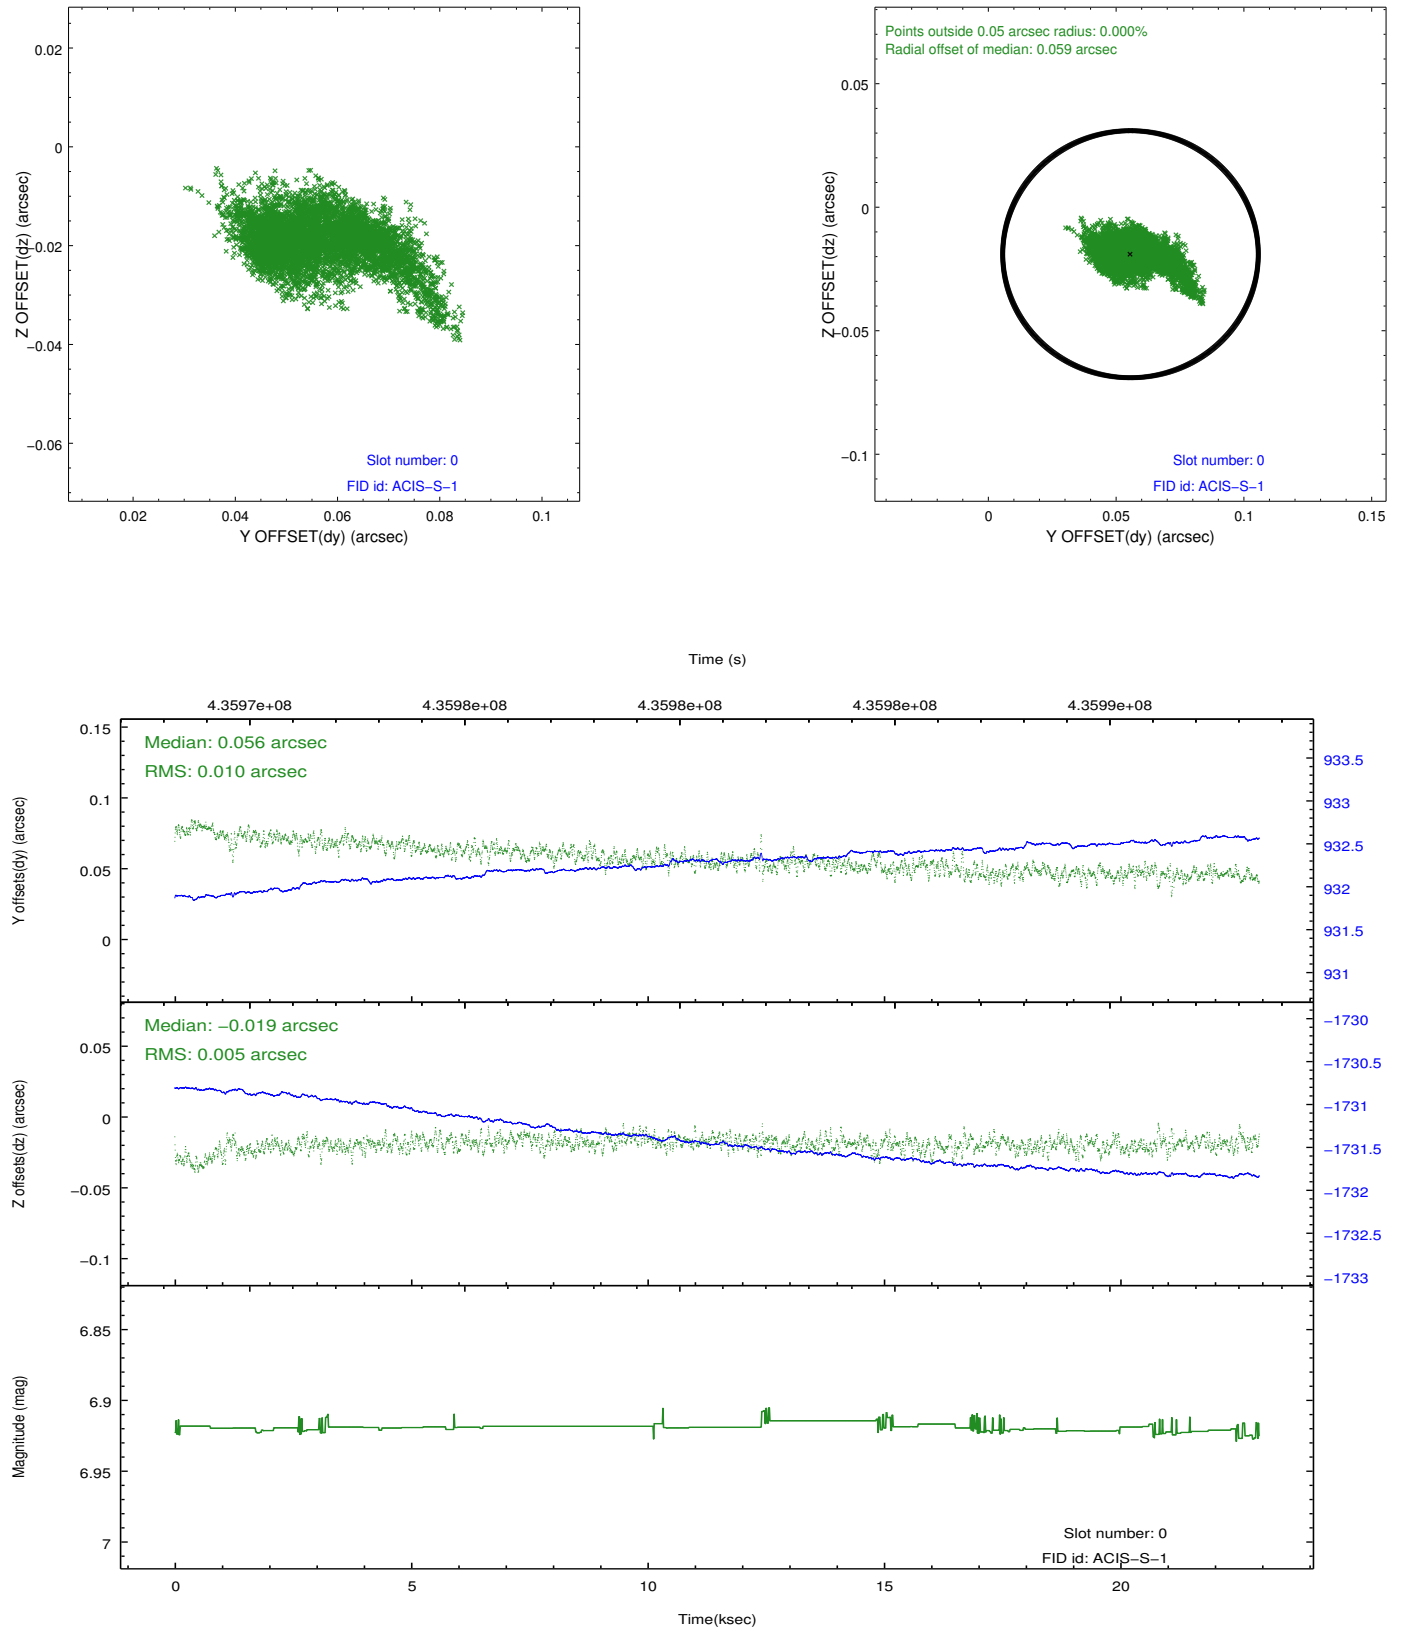 0.02
0
−0.02
−0.04
−0.06
Z OFFSET(dz) (arcsec)
Slot number: 0
FID id: ACIS−S−1
0.02 0.04 0.06 0.08 0.1
Y OFFSET(dy) (arcsec)
Points outside 0.05 arcsec radius: 0.000%
Radial offset of median: 0.059 arcsec
0.05
0
−0.05
−0.1
Z OFFSET(dz) (arcsec)
Slot number: 0
FID id: ACIS−S−1
0 0.05 0.1 0.15
Y OFFSET(dy) (arcsec)
Time (s)
4.3597e+08 4.3598e+08 4.3598e+08 4.3598e+08 4.3599e+08
Median: 0.056 arcsec
RMS: 0.010 arcsec
0.15
0.1
0.05
0
Y offsets(dy) (arcsec)
933.5
933
932.5
932
931.5
931
Median: −0.019 arcsec
RMS: 0.005 arcsec
0.05
0
−0.05
−0.1
Z offsets(dz) (arcsec)
−1730
−1730.5
−1731
−1731.5
−1732
−1732.5
−1733
6.85
6.9
6.95
7
Magnitude (mag)
Slot number: 0
FID id: ACIS−S−1
0 5 10 15 20
Time(ksec)